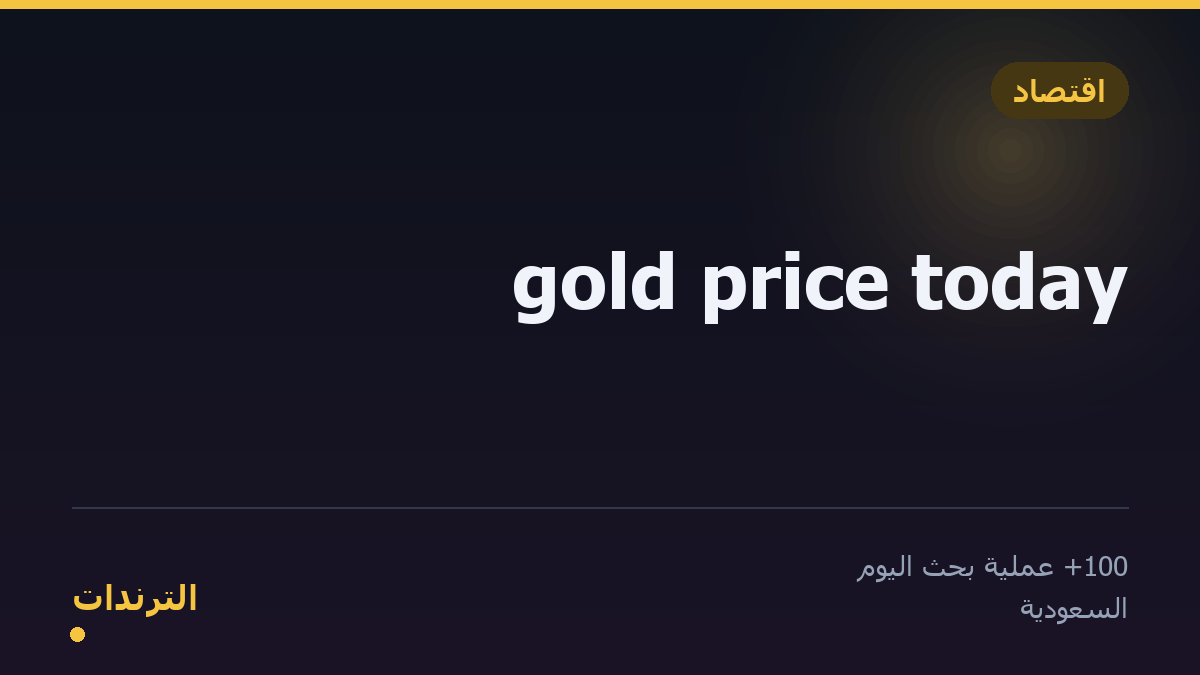 اقتصاد
gold price today
100+ عملية بحث اليوم
السعودية
الترندات